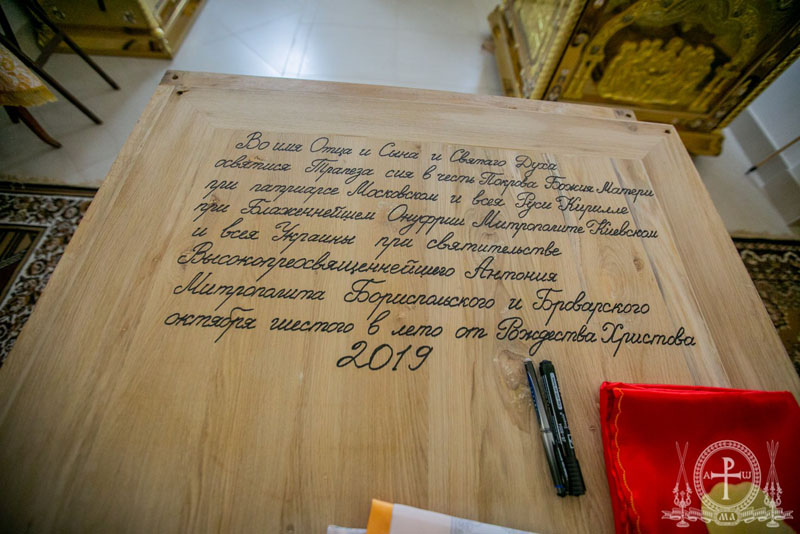 Во имя Отца и Сына и Святаго Духа
освятися Трапеза сия в честь Покрова Божия Матери
при патриарсе Московском и всея Руси Кирилле
при Блаженнейшем Онуфрии Митрополите Киевском
и всея Украины при святительстве
Высокопреосвященнейшего Антония
Митрополита Бориспольского и Броварского
октября шестого в лето от Рождества Христова
2019
А Р Ω
МА